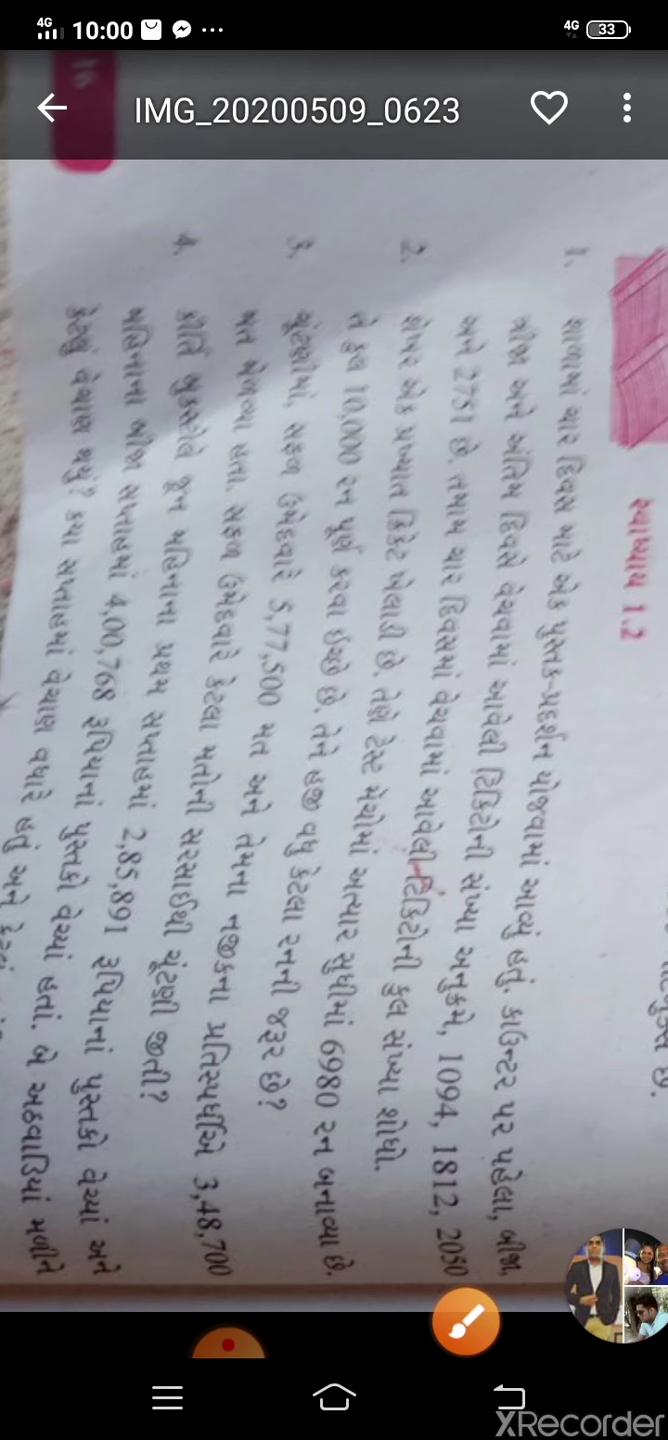 4G 10:00
4G 33
IMG_20200509_0623
16
સ્વાધ્યાય 1.2
1. શાળામાં ચાર દિવસ માટે એક પુસ્તક-પ્રદર્શન યોજવામાં આવ્યું હતું. કાઉન્ટર પર પહેલા, બીજા,
ત્રીજા અને અંતિમ દિવસે વેચવામાં આવેલી ટિકિટોની સંખ્યા અનુક્રમે, 1094, 1812, 2050
અને 2751 છે. તમામ ચાર દિવસમાં વેચવામાં આવેલી ટિકિટોની કુલ સંખ્યા શોધો.
2. શેખર એક પ્રખ્યાત ક્રિકેટ ખેલાડી છે. તેણે ટેસ્ટ મેચોમાં અત્યાર સુધીમાં 6980 રન બનાવ્યા છે.
તે કુલ 10,000 રન પૂર્ણ કરવા ઈચ્છે છે. તેને હજી વધુ કેટલા રનની જરૂર છે?
3. ચૂંટણીમાં, સફળ ઉમેદવારે 5,77,500 મત અને તેમના નજીકના પ્રતિસ્પર્ધીએ 3,48,700
મત મેળવ્યા હતા. સફળ ઉમેદવારે કેટલા મતોની સરસાઈથી ચૂંટણી જીતી?
4. કીર્તિ બુકસ્ટોલે જૂન મહિનાના પ્રથમ સપ્તાહમાં 2,85,891 રૂપિયાનાં પુસ્તકો વેચ્યાં અને
મહિનાના બીજા સપ્તાહમાં 4,00,768 રૂપિયાનાં પુસ્તકો વેચ્યાં હતાં. બે અઠવાડિયાં મળીને
કેટલું વેચાણ થયું? કયા સપ્તાહમાં વેચાણ વધારે હતું અને
XRecorder